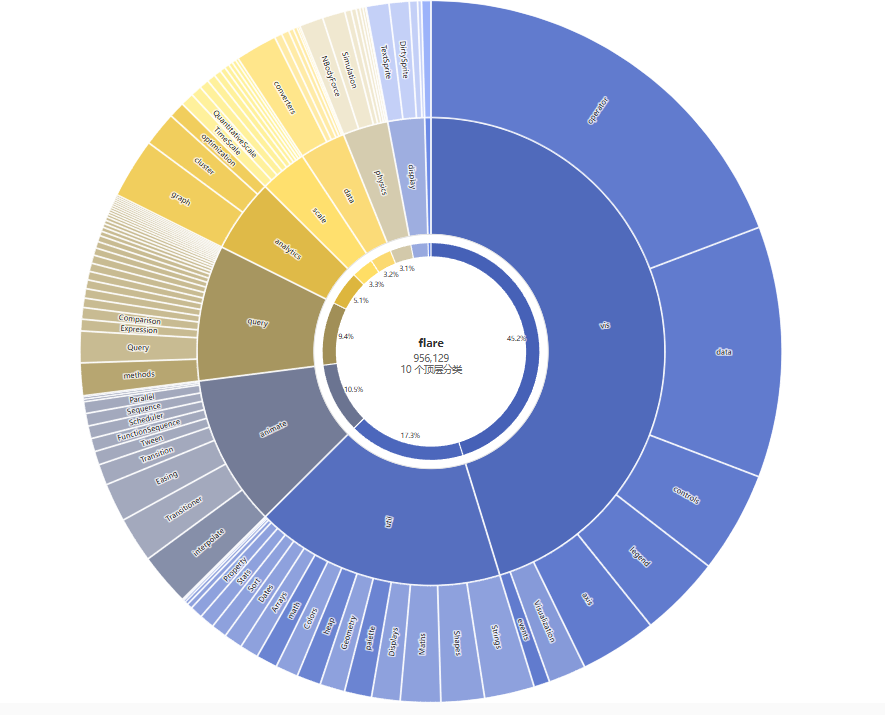 flare
956,129
10 个顶层分类
45.2%
17.3%
10.5%
9.4%
5.1%
3.3%
3.2%
3.1%
vis
util
animate
query
analytics
scale
data
physics
display
operator
data
controls
legend
axis
Visualization
events
Strings
Shapes
Maths
Displays
palette
Geometry
heap
Colors
math
Arrays
Dates
Sort
Stats
Property
interpolate
Transitioner
Easing
Transition
Tween
FunctionSequence
Scheduler
Sequence
Parallel
methods
Query
Expression
Comparison
graph
cluster
optimization
TimeScale
QuantitativeScale
converters
NBodyForce
Simulation
TextSprite
DirtySprite